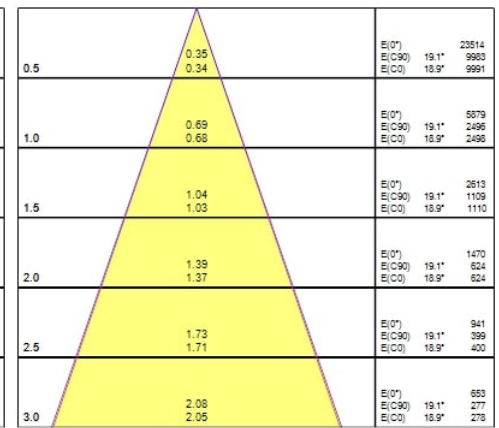 E(0°) 23514
0.35 E(C90) 19.1° 9983
0.5 0.34 E(C0) 18.9° 9991
E(0°) 5879
0.69 E(C90) 19.1° 2496
1.0 0.68 E(C0) 18.9° 2498
E(0°) 2613
1.04 E(C90) 19.1° 1109
1.5 1.03 E(C0) 18.9° 1110
E(0°) 1470
1.39 E(C90) 19.1° 624
2.0 1.37 E(C0) 18.9° 624
E(0°) 941
1.73 E(C90) 19.1° 399
2.5 1.71 E(C0) 18.9° 400
E(0°) 653
2.08 E(C90) 19.1° 277
3.0 2.05 E(C0) 18.9° 278